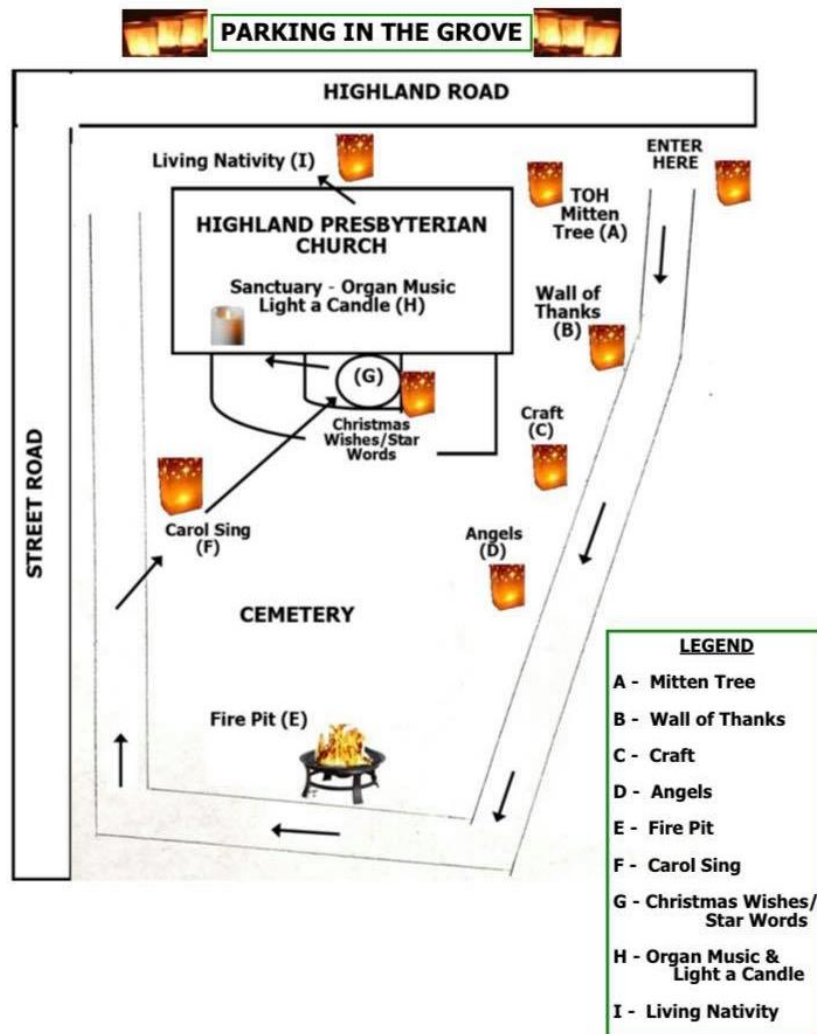 PARKING IN THE GROVE
HIGHLAND ROAD
STREET ROAD
ENTER
HERE
Living Nativity (I)
TOH
Mitten
Tree (A)
HIGHLAND PRESBYTERIAN
CHURCH
Sanctuary - Organ Music
Light a Candle (H)
Wall of
Thanks
(B)
(G)
Christmas
Wishes/Star
Words
Craft
(C)
Carol Sing
(F)
Angels
(D)
CEMETERY
Fire Pit (E)
LEGEND
A - Mitten Tree
B - Wall of Thanks
C - Craft
D - Angels
E - Fire Pit
F - Carol Sing
G - Christmas Wishes/
Star Words
H - Organ Music &
Light a Candle
I - Living Nativity